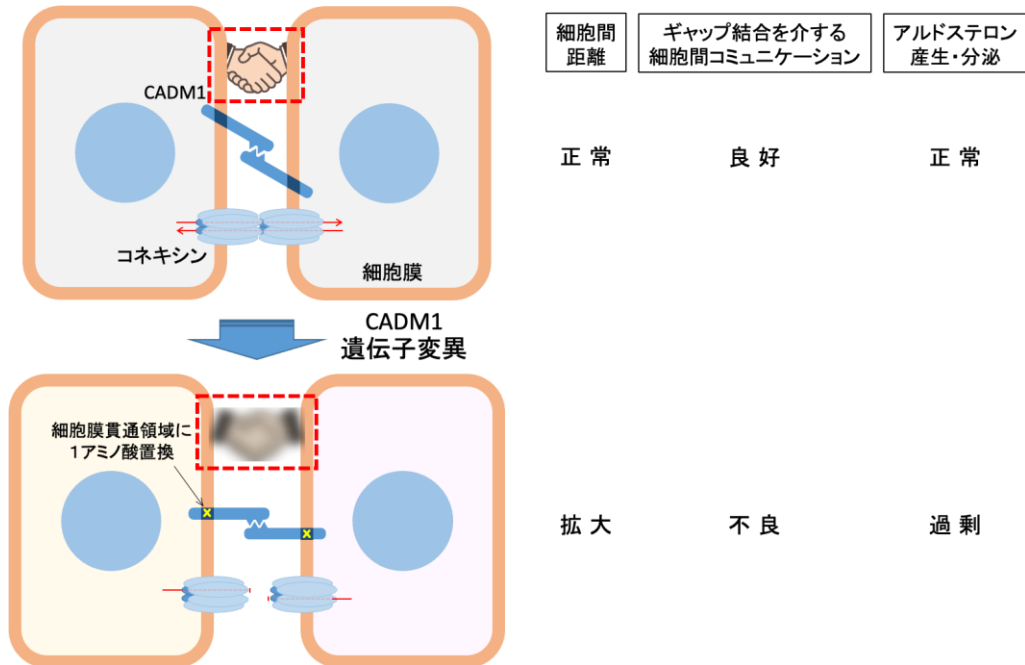 細胞間
距離
ギャップ結合を介する
細胞間コミュニケーション
アルドステロン
産生・分泌
CADM1
正常
良好
正常
コネキシン
細胞膜
CADM1
遺伝子変異
細胞膜貫通領域に
1アミノ酸置換
拡大
不良
過剰